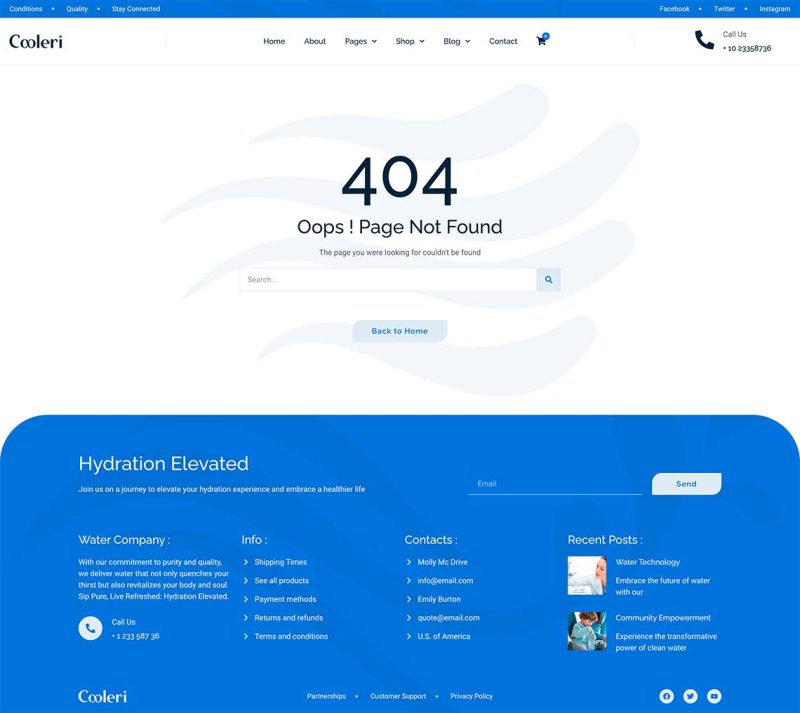 Conditions • Quality • Stay Connected
Facebook • Twitter • Instagram
Cooleri
Home About Pages Shop Blog Contact
0
Call Us
+ 10 23358736
404
Oops ! Page Not Found
The page you were looking for couldn't be found
Search...
Back to Home
Hydration Elevated
Join us on a journey to elevate your hydration experience and embrace a healthier life
Email
Send
Water Company :
With our commitment to purity and quality,
we deliver water that not only quenches your
thirst but also revitalizes your body and soul.
Sip Pure, Live Refreshed: Hydration Elevated.
Call Us
+ 1 233 587 36
Info :
Shipping Times
See all products
Payment methods
Returns and refunds
Terms and conditions
Contacts :
Molly Mc Drive
info@email.com
Emily Burton
quote@email.com
U.S. of America
Recent Posts :
Water Technology
Embrace the future of water
with our
Community Empowerment
Experience the transformative
power of clean water
Cooleri
Partnerships • Customer Support • Privacy Policy